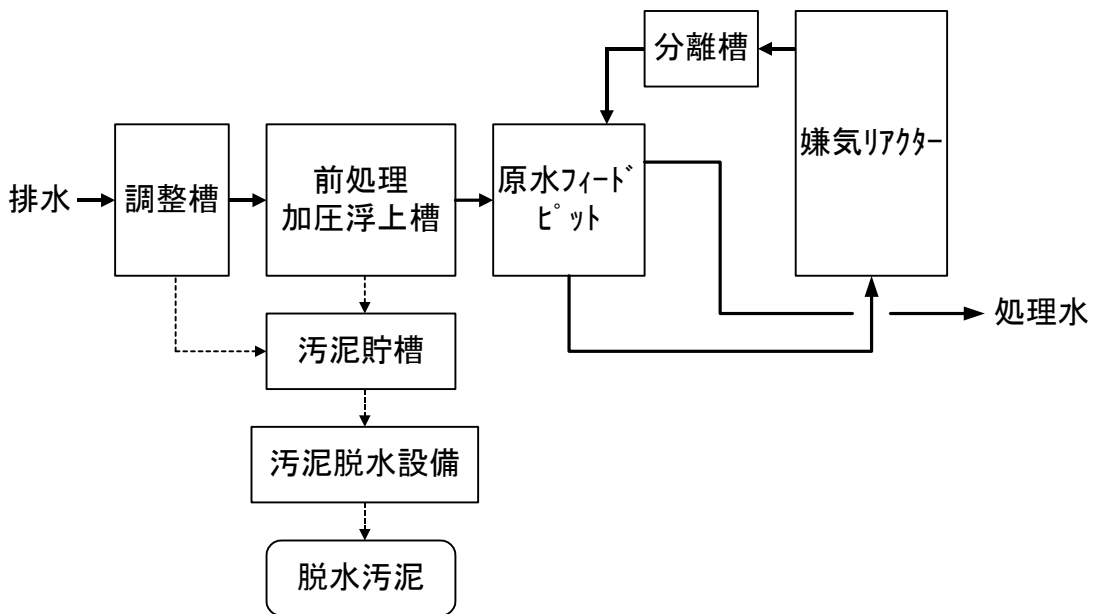 分離槽
嫌気ﾘｱｸﾀｰ
排水
調整槽
前処理
加圧浮上槽
原水ﾌｨｰﾄﾞ
ﾋﾟｯﾄ
処理水
汚泥貯槽
汚泥脱水設備
脱水汚泥